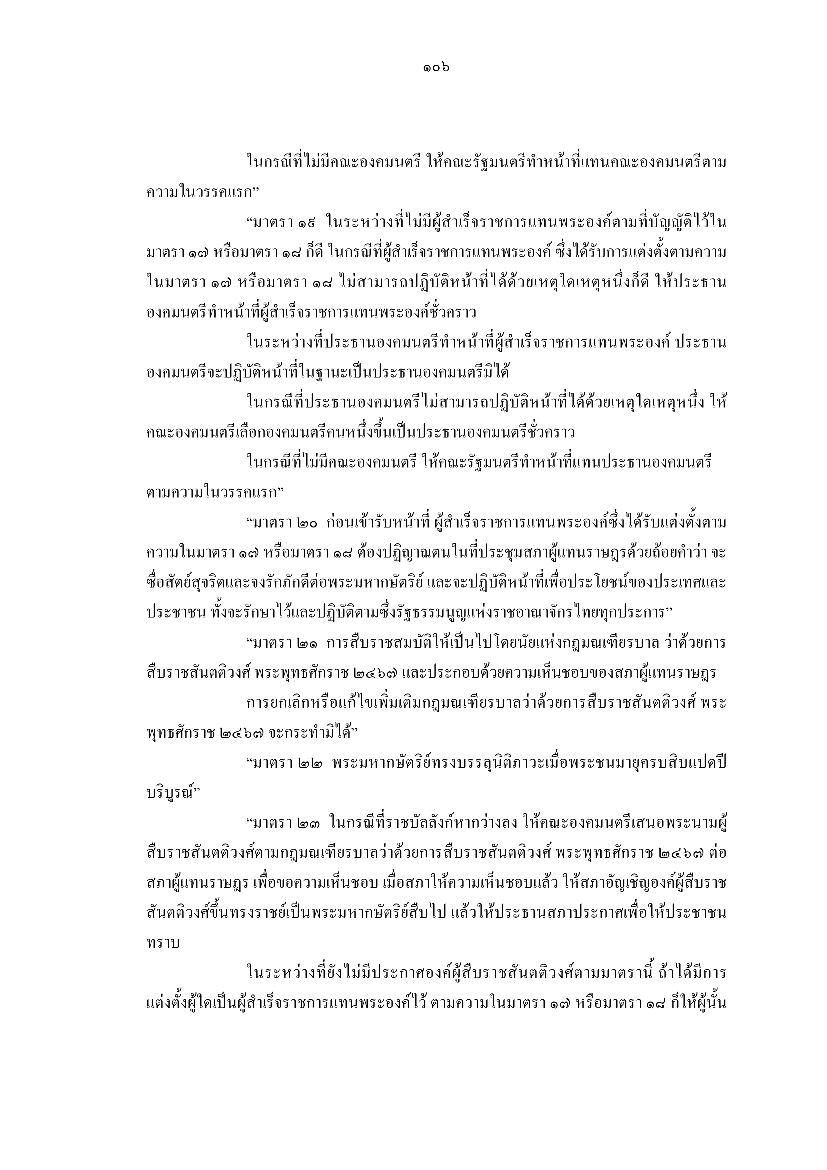 ๑๐๖
ในกรณีที่ไม่มีคณะองคมนตรี ให้คณะรัฐมนตรีทำหน้าที่แทนคณะองคมนตรีตาม
ความในวรรคแรก”
“มาตรา ๑๙ ในระหว่างที่ไม่มีผู้สำเร็จราชการแทนพระองค์ตามที่บัญญัติไว้ใน
มาตรา ๑๗ หรือมาตรา ๑๘ ก็ดี ในกรณีที่ผู้สำเร็จราชการแทนพระองค์ ซึ่งได้รับการแต่งตั้งตามความ
ในมาตรา ๑๗ หรือมาตรา ๑๘ ไม่สามารถปฏิบัติหน้าที่ได้ด้วยเหตุใดเหตุหนึ่งก็ดี ให้ประธาน
องคมนตรีทำหน้าที่ผู้สำเร็จราชการแทนพระองค์ชั่วคราว
ในระหว่างที่ประธานองคมนตรีทำหน้าที่ผู้สำเร็จราชการแทนพระองค์ ประธาน
องคมนตรีจะปฏิบัติหน้าที่ในฐานะเป็นประธานองคมนตรีมิได้
ในกรณีที่ประธานองคมนตรีไม่สามารถปฏิบัติหน้าที่ได้ด้วยเหตุใดเหตุหนึ่ง ให้
คณะองคมนตรีเลือกองคมนตรีคนหนึ่งขึ้นเป็นประธานองคมนตรีชั่วคราว
ในกรณีที่ไม่มีคณะองคมนตรี ให้คณะรัฐมนตรีทำหน้าที่แทนประธานองคมนตรี
ตามความในวรรคแรก”
“มาตรา ๒๐ ก่อนเข้ารับหน้าที่ ผู้สำเร็จราชการแทนพระองค์ซึ่งได้รับแต่งตั้งตาม
ความในมาตรา ๑๗ หรือมาตรา ๑๘ ต้องปฏิญาณตนในที่ประชุมสภาผู้แทนราษฎรด้วยถ้อยคำว่า จะ
ซื่อสัตย์สุจริตและจงรักภักดีต่อพระมหากษัตริย์ และจะปฏิบัติหน้าที่เพื่อประโยชน์ของประเทศและ
ประชาชน ทั้งจะรักษาไว้และปฏิบัติตามซึ่งรัฐธรรมนูญแห่งราชอาณาจักรไทยทุกประการ”
“มาตรา ๒๑ การสืบราชสมบัติให้เป็นไปโดยนัยแห่งกฎมณเฑียรบาล ว่าด้วยการ
สืบราชสันตติวงศ์ พระพุทธศักราช ๒๔๖๗ และประกอบด้วยความเห็นชอบของสภาผู้แทนราษฎร
การยกเลิกหรือแก้ไขเพิ่มเติมกฎมณเฑียรบาลว่าด้วยการสืบราชสันตติวงศ์ พระ
พุทธศักราช ๒๔๖๗ จะกระทำมิได้”
“มาตรา ๒๒ พระมหากษัตริย์ทรงบรรลุนิติภาวะเมื่อพระชนมายุครบสิบแปดปี
บริบูรณ์”
“มาตรา ๒๓ ในกรณีที่ราชบัลลังก์หากว่างลง ให้คณะองคมนตรีเสนอพระนามผู้
สืบราชสันตติวงศ์ตามกฎมณเฑียรบาลว่าด้วยการสืบราชสันตติวงศ์ พระพุทธศักราช ๒๔๖๗ ต่อ
สภาผู้แทนราษฎร เพื่อขอความเห็นชอบ เมื่อสภาให้ความเห็นชอบแล้ว ให้สภาอัญเชิญองค์ผู้สืบราช
สันตติวงศ์ขึ้นทรงราชย์เป็นพระมหากษัตริย์สืบไป แล้วให้ประธานสภาประกาศเพื่อให้ประชาชน
ทราบ
ในระหว่างที่ยังไม่มีประกาศองค์ผู้สืบราชสันตติวงศ์ตามมาตรานี้ ถ้าได้มีการ
แต่งตั้งผู้ใดเป็นผู้สำเร็จราชการแทนพระองค์ไว้ ตามความในมาตรา ๑๗ หรือมาตรา ๑๘ ก็ให้ผู้นั้น